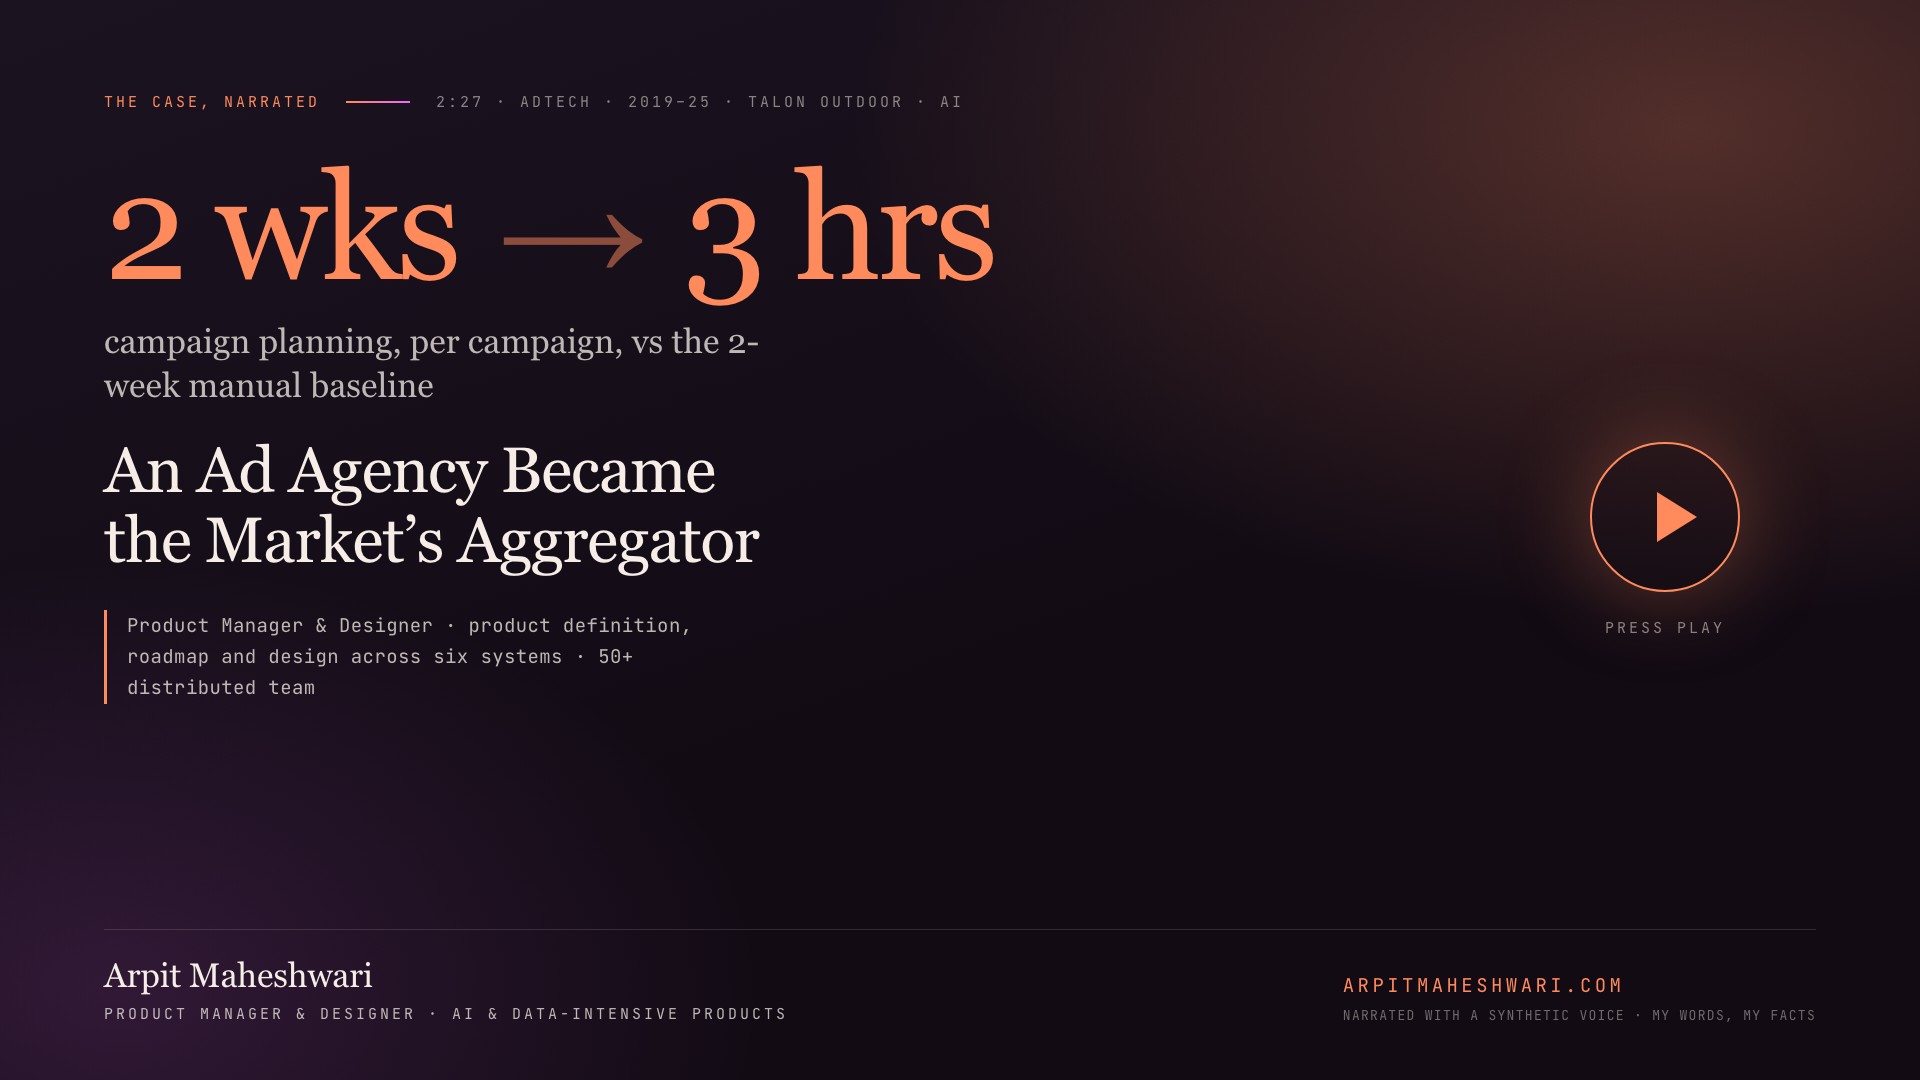 THE CASE, NARRATED 2:27 · ADTECH · 2019–25 · TALON OUTDOOR · AI
2 wks → 3 hrs
campaign planning, per campaign, vs the 2-
week manual baseline
An Ad Agency Became
the Market’s Aggregator
Product Manager & Designer · product definition,
roadmap and design across six systems · 50+
distributed team
PRESS PLAY
Arpit Maheshwari
PRODUCT MANAGER & DESIGNER · AI & DATA-INTENSIVE PRODUCTS
ARPITMAHESHWARI.COM
NARRATED WITH A SYNTHETIC VOICE · MY WORDS, MY FACTS